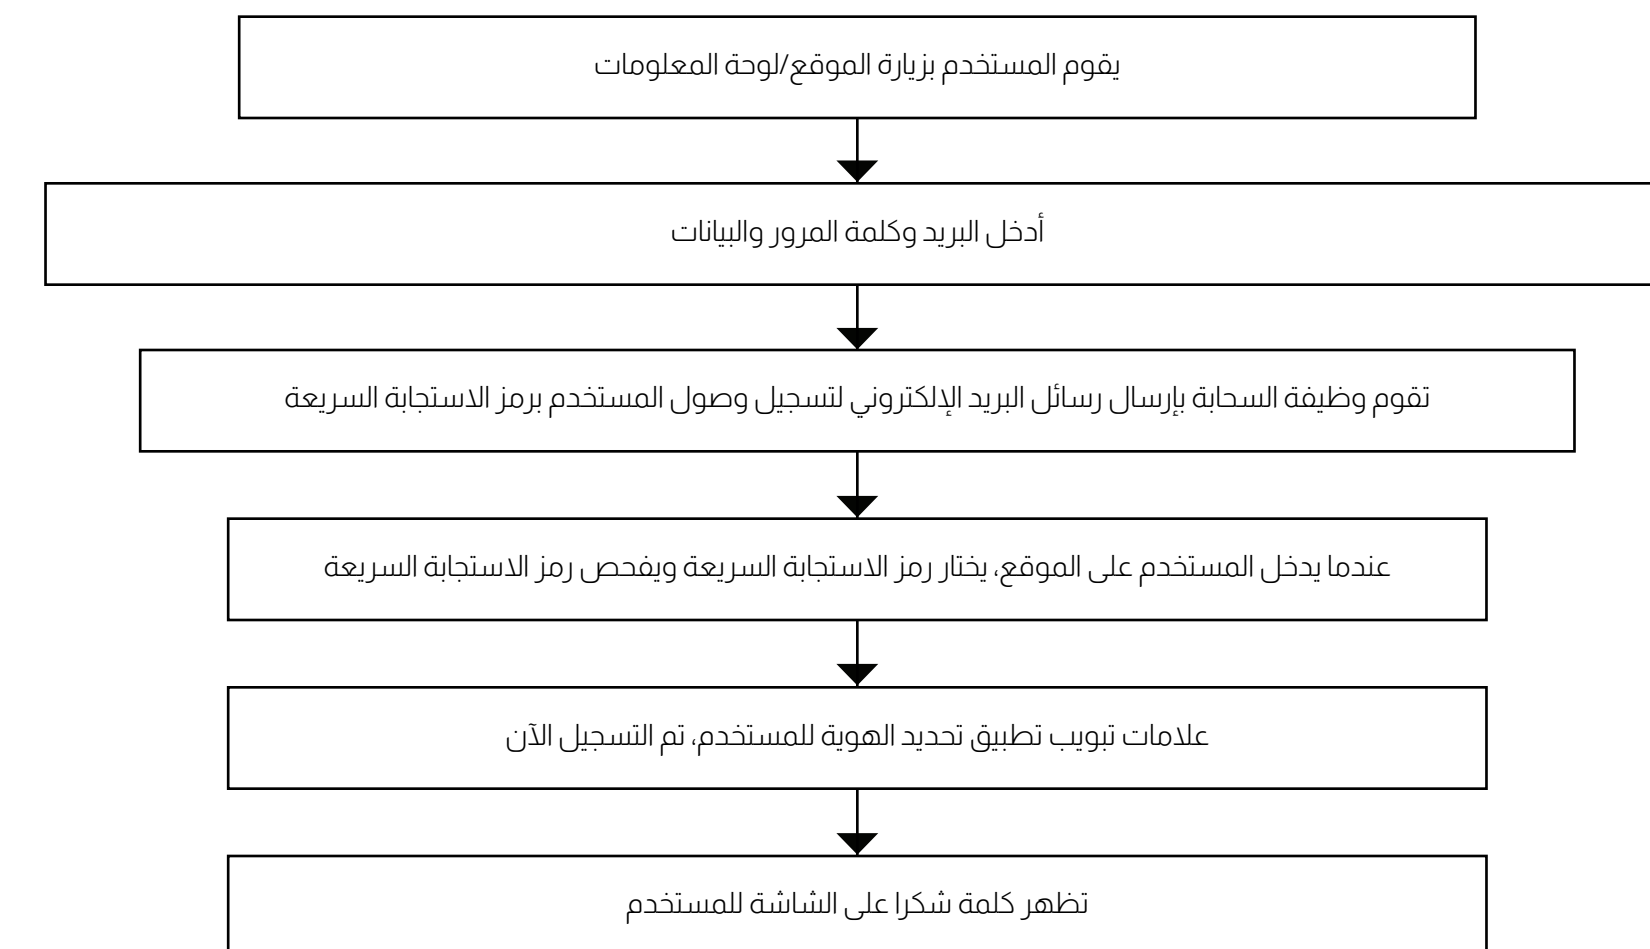 يقوم المستخدم بزيارة الموقع/لوحة المعلومات
أدخل البريد وكلمة المرور والبيانات
تقوم وظيفة السحابة بإرسال رسائل البريد الإلكتروني لتسجيل وصول المستخدم برمز الاستجابة السريعة
عندما يدخل المستخدم على الموقع، يختار رمز الاستجابة السريعة ويفحص رمز الاستجابة السريعة
علامات تبويب تطبيق تحديد الهوية للمستخدم، تم التسجيل الآن
تظهر كلمة شكرا على الشاشة للمستخدم